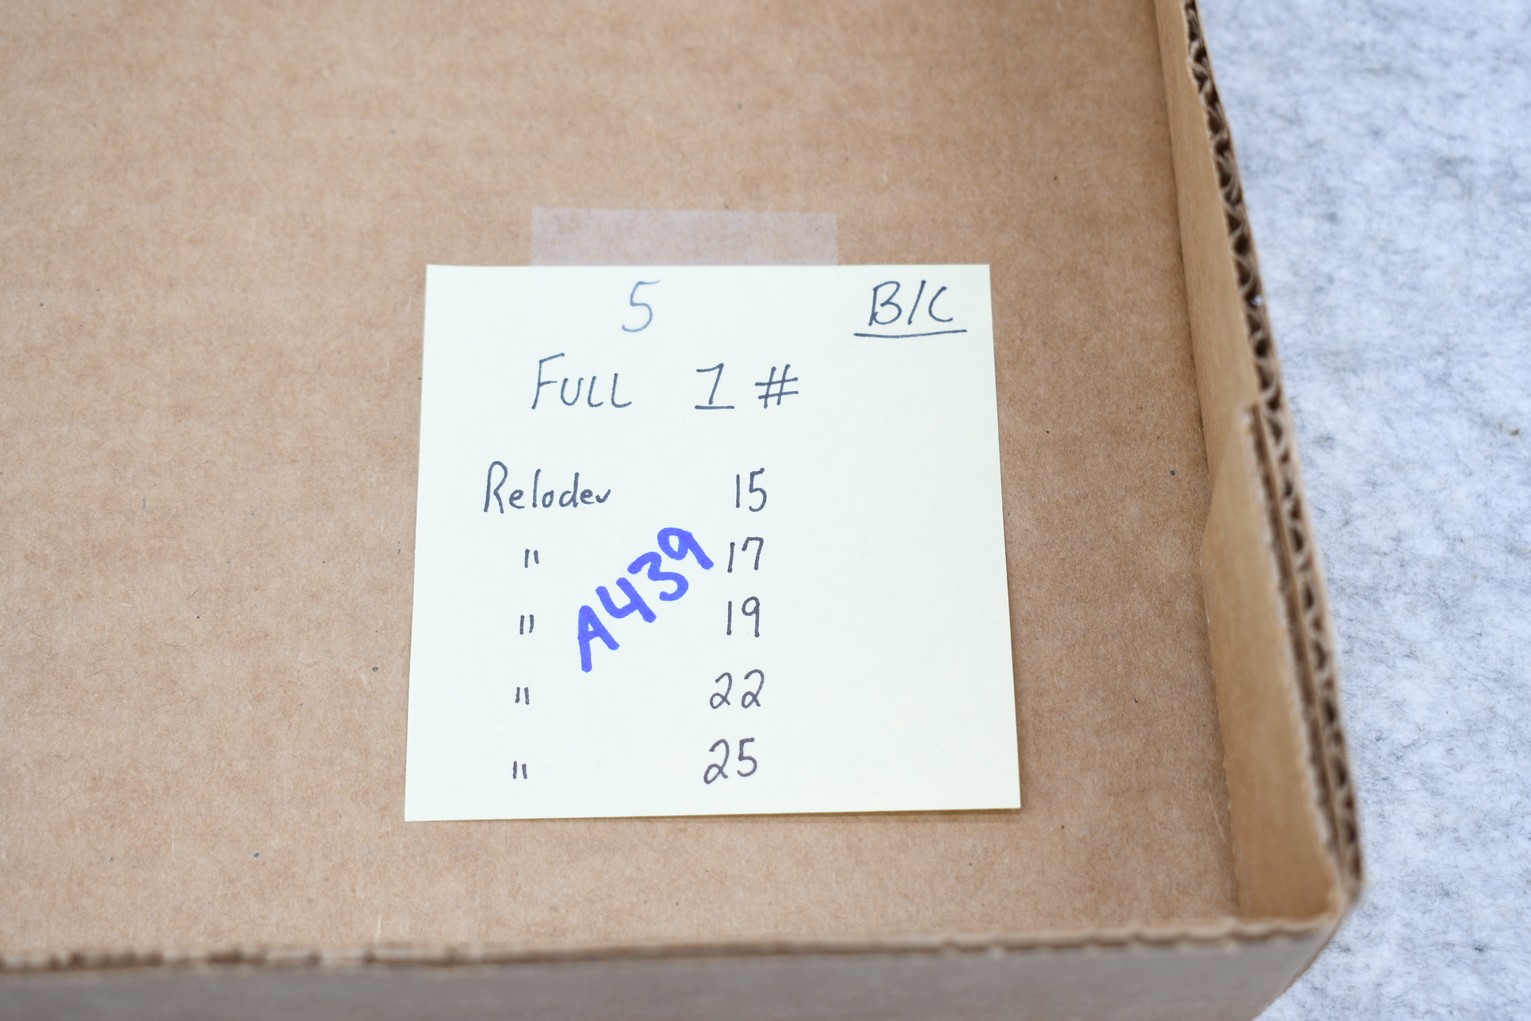 5 B/C
FULL 1 #
Reloder 15
" 17
A439
" 19
" 22
" 25